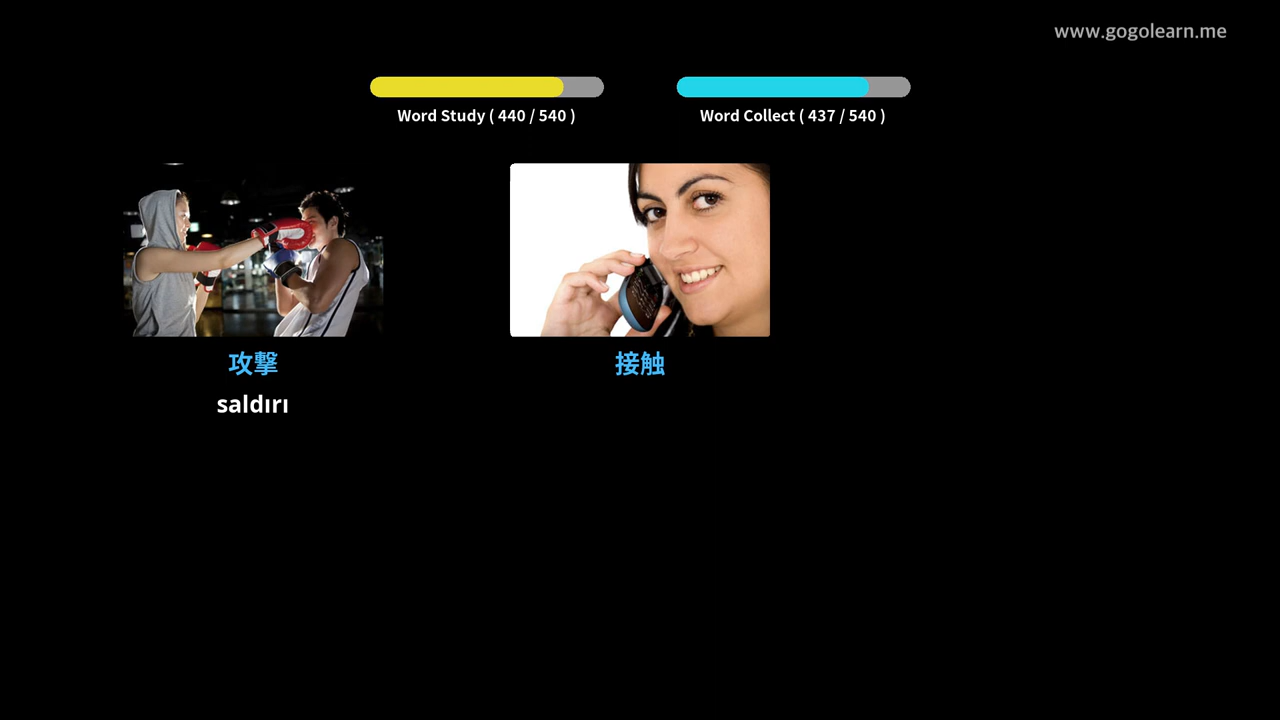 www.gogolearn.me
Word Study ( 440 / 540 )
Word Collect ( 437 / 540 )
攻撃
接触
saldırı